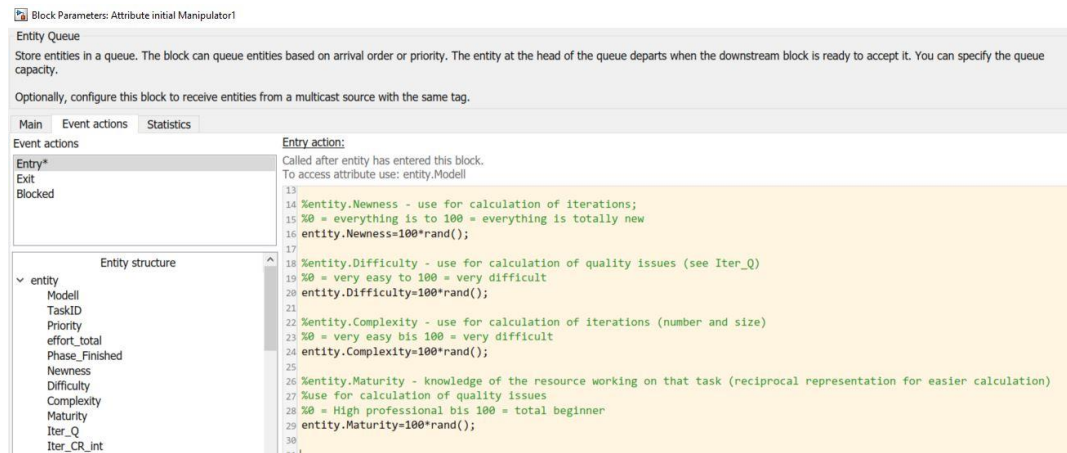 Block Parameters: Attribute initial Manipulator1
Entity Queue
Store entities in a queue. The block can queue entities based on arrival order or priority. The entity at the head of the queue departs when the downstream block is ready to accept it. You can specify the queue
capacity.
Optionally, configure this block to receive entities from a multicast source with the same tag.
Main Event actions Statistics
Event actions
Entry*
Exit
Blocked
Entity structure
entity
Modell
TaskID
Priority
effort_total
Phase_Finished
Newness
Difficulty
Complexity
Maturity
Iter_Q
Iter_CR_int
Entry action:
Called after entity has entered this block.
To access attribute use: entity.Modell
13
14 %entity.Newness - use for calculation of iterations;
15 %0 = everything is to 100 = everything is totally new
16 entity.Newness=100*rand();
17
18 %entity.Difficulty - use for calculation of quality issues (see Iter_Q)
19 %0 = very easy to 100 = very difficult
20 entity.Difficulty=100*rand();
21
22 %entity.Complexity - use for calculation of iterations (number and size)
23 %0 = very easy bis 100 = very difficult
24 entity.Complexity=100*rand();
25
26 %entity.Maturity - knowledge of the resource working on that task (reciprocal representation for easier calculation)
27 %use for calculation of quality issues
28 %0 = High professional bis 100 = total beginner
29 entity.Maturity=100*rand();
30